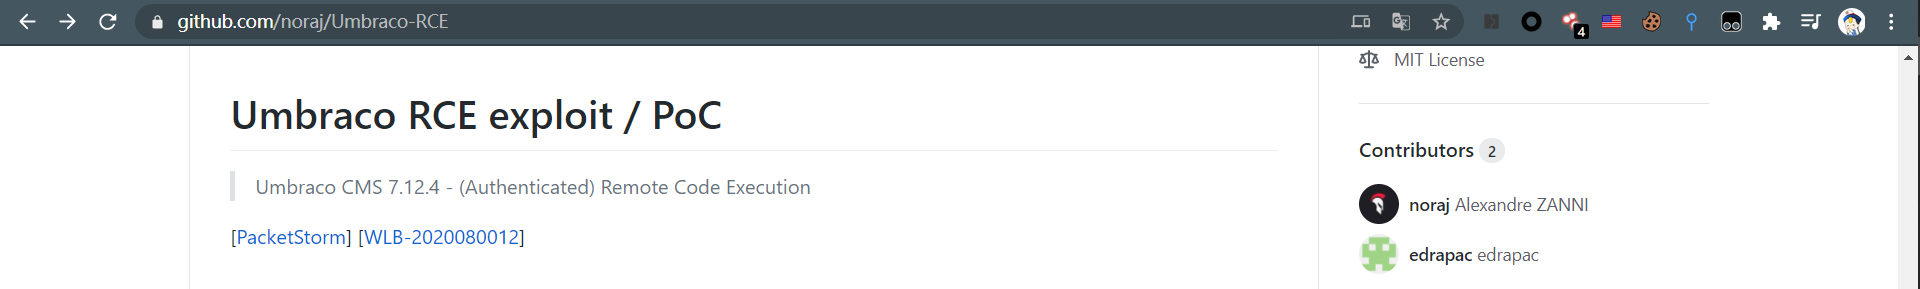 github.com/noraj/Umbraco-RCE
4
MIT License
Umbraco RCE exploit / PoC
Umbraco CMS 7.12.4 - (Authenticated) Remote Code Execution
[PacketStorm] [WLB-2020080012]
Contributors 2
noraj Alexandre ZANNI
edrapac edrapac